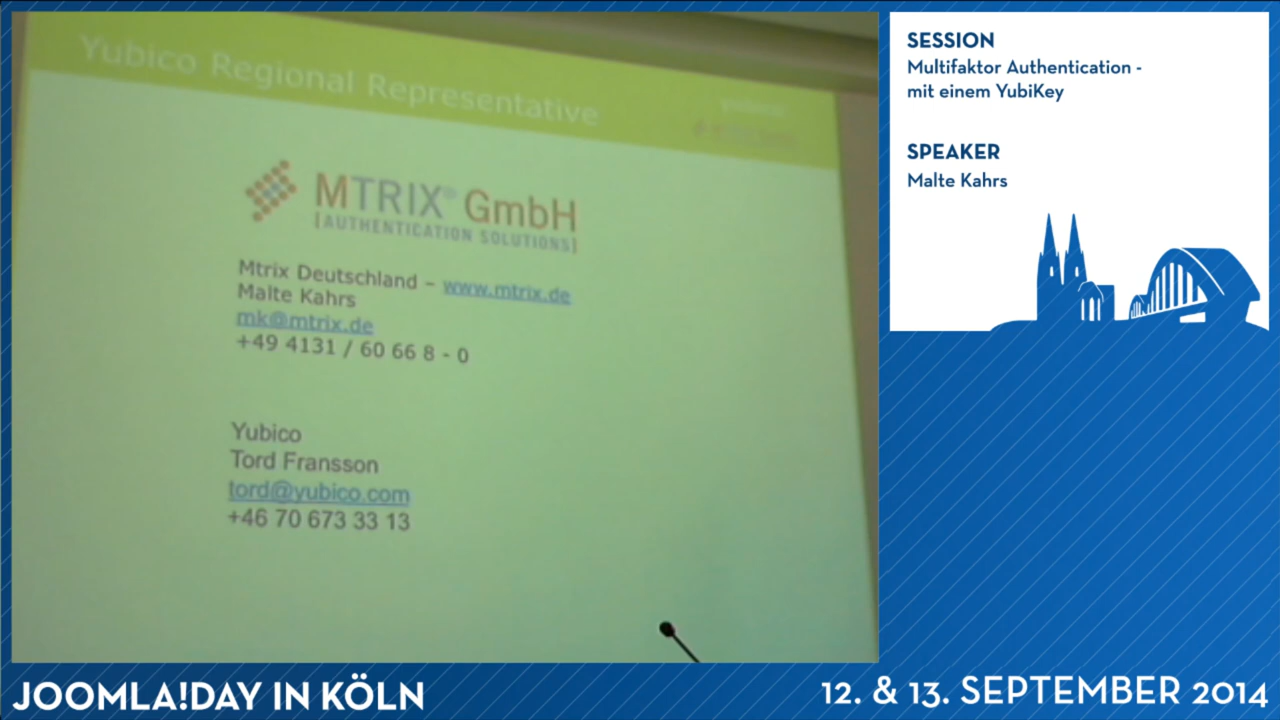 Yubico Regional Representative
MTRIX® GmbH
[AUTHENTICATION SOLUTIONS]
Mtrix Deutschland – www.mtrix.de
Malte Kahrs
mk@mtrix.de
+49 4131 / 60 66 8 - 0
Yubico
Tord Fransson
tord@yubico.com
+46 70 673 33 13
SESSION
Multifaktor Authentication -
mit einem YubiKey
SPEAKER
Malte Kahrs
JOOMLA!DAY IN KÖLN
12. & 13. SEPTEMBER 2014